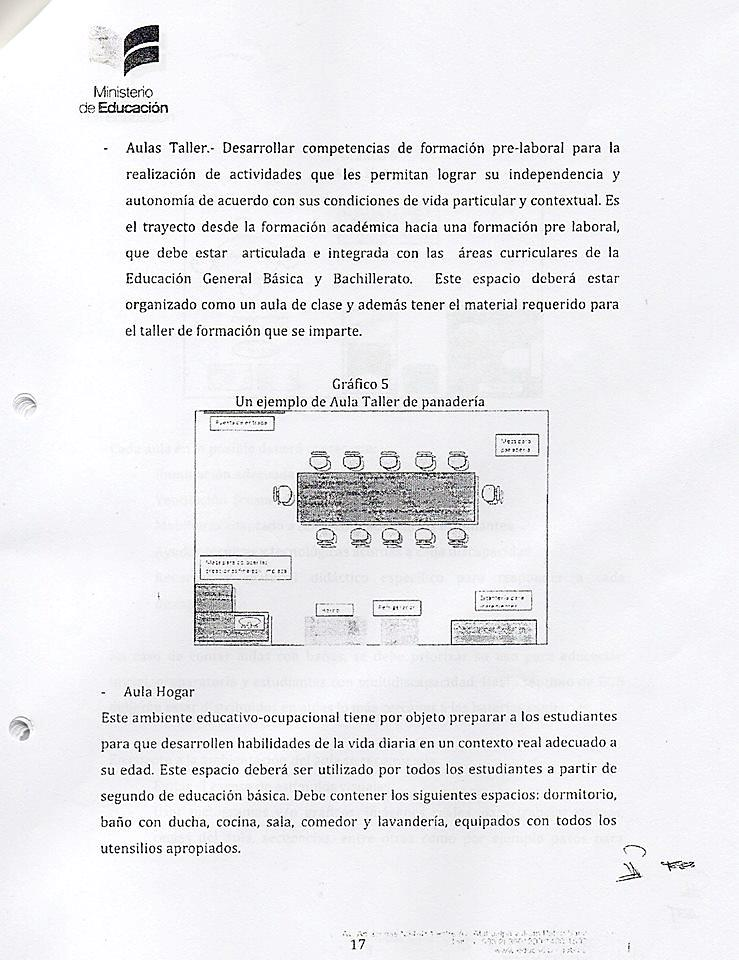 Ministerio
de Educación
- Aulas Taller.- Desarrollar competencias de formación pre-laboral para la
realización de actividades que les permitan lograr su independencia y
autonomía de acuerdo con sus condiciones de vida particular y contextual. Es
el trayecto desde la formación académica hacia una formación pre laboral,
que debe estar articulada e integrada con las áreas curriculares de la
Educación General Básica y Bachillerato. Este espacio deberá estar
organizado como un aula de clase y además tener el material requerido para
el taller de formación que se imparte.
Gráfico 5
Un ejemplo de Aula Taller de panadería
Puerta de entrada
Mesa para
panadería
Horno
Refrigerador
Estantería para
- Aula Hogar
Este ambiente educativo-ocupacional tiene por objeto preparar a los estudiantes
para que desarrollen habilidades de la vida diaria en un contexto real adecuado a
su edad. Este espacio deberá ser utilizado por todos los estudiantes a partir de
segundo de educación básica. Debe contener los siguientes espacios: dormitorio,
baño con ducha, cocina, sala, comedor y lavandería, equipados con todos los
utensilios apropiados.
17